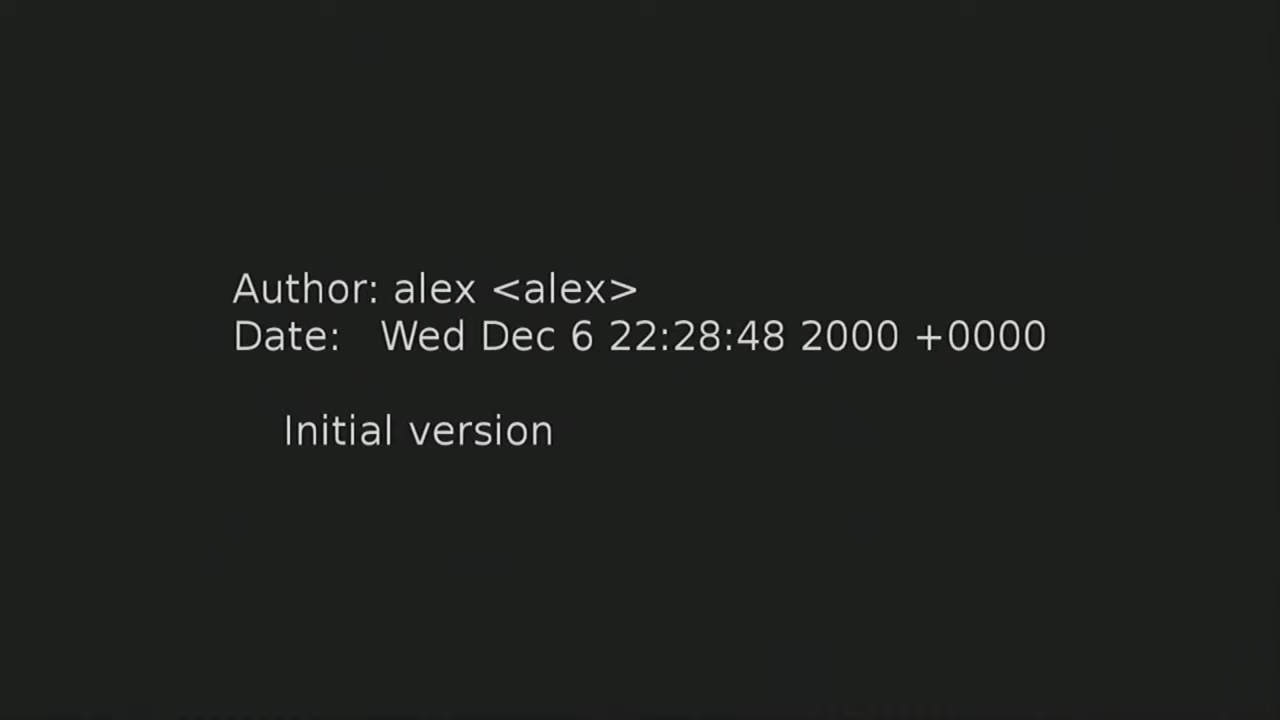 Author: alex <alex>
Date:   Wed Dec 6 22:28:48 2000 +0000
Initial version